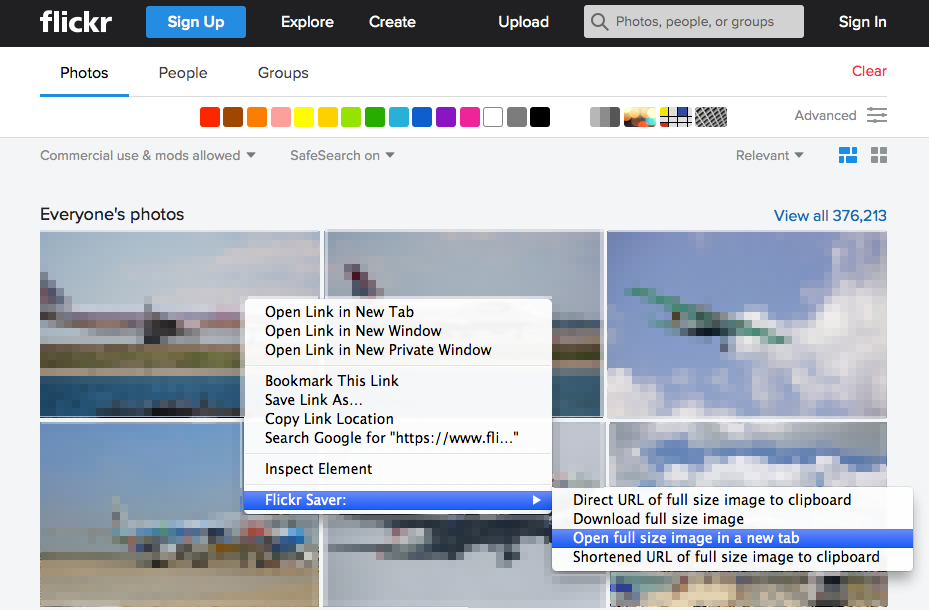 flickr Sign Up Explore Create Upload Photos, people, or groups Sign In
Photos People Groups Clear
Advanced
Commercial use & mods allowed SafeSearch on Relevant
Everyone's photos View all 376,213
Open Link in New Tab
Open Link in New Window
Open Link in New Private Window
Bookmark This Link
Save Link As...
Copy Link Location
Search Google for "https://www.fli..."
Inspect Element
Flickr Saver:
Direct URL of full size image to clipboard
Download full size image
Open full size image in a new tab
Shortened URL of full size image to clipboard